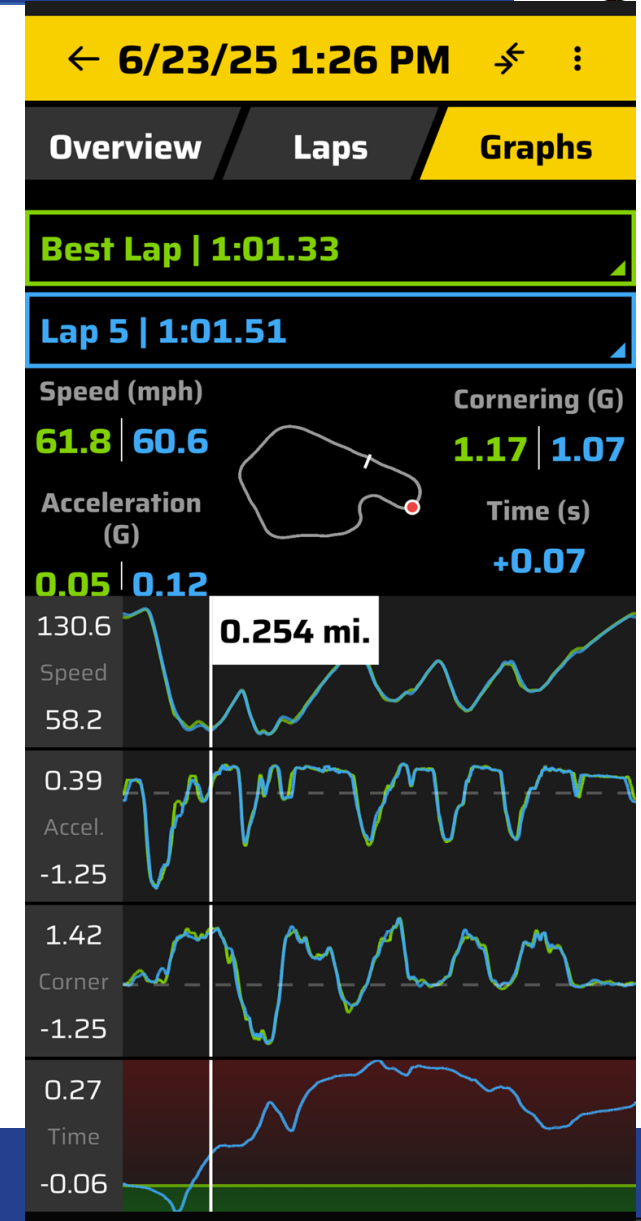 6/23/25 1:26 PM
Overview
Laps
Graphs
Best Lap | 1:01.33
Lap 5 | 1:01.51
Speed (mph)
61.8 | 60.6
Cornering (G)
1.17 | 1.07
Acceleration
(G)
0.05 | 0.12
Time (s)
+0.07
130.6
Speed
58.2
0.254 mi.
0.39
Accel.
-1.25
1.42
Corner
-1.25
0.27
Time
-0.06